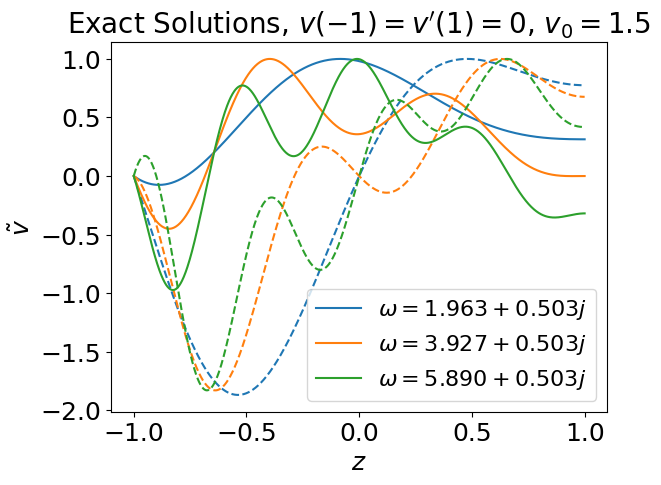 Exact Solutions, v(−1) = v′(1) = 0, v₀ = 1.5
1.0
0.5
0.0
−0.5
−1.0
−1.5
−2.0
ṽ
ω = 1.963 + 0.503j
ω = 3.927 + 0.503j
ω = 5.890 + 0.503j
−1.0 −0.5 0.0 0.5 1.0
z